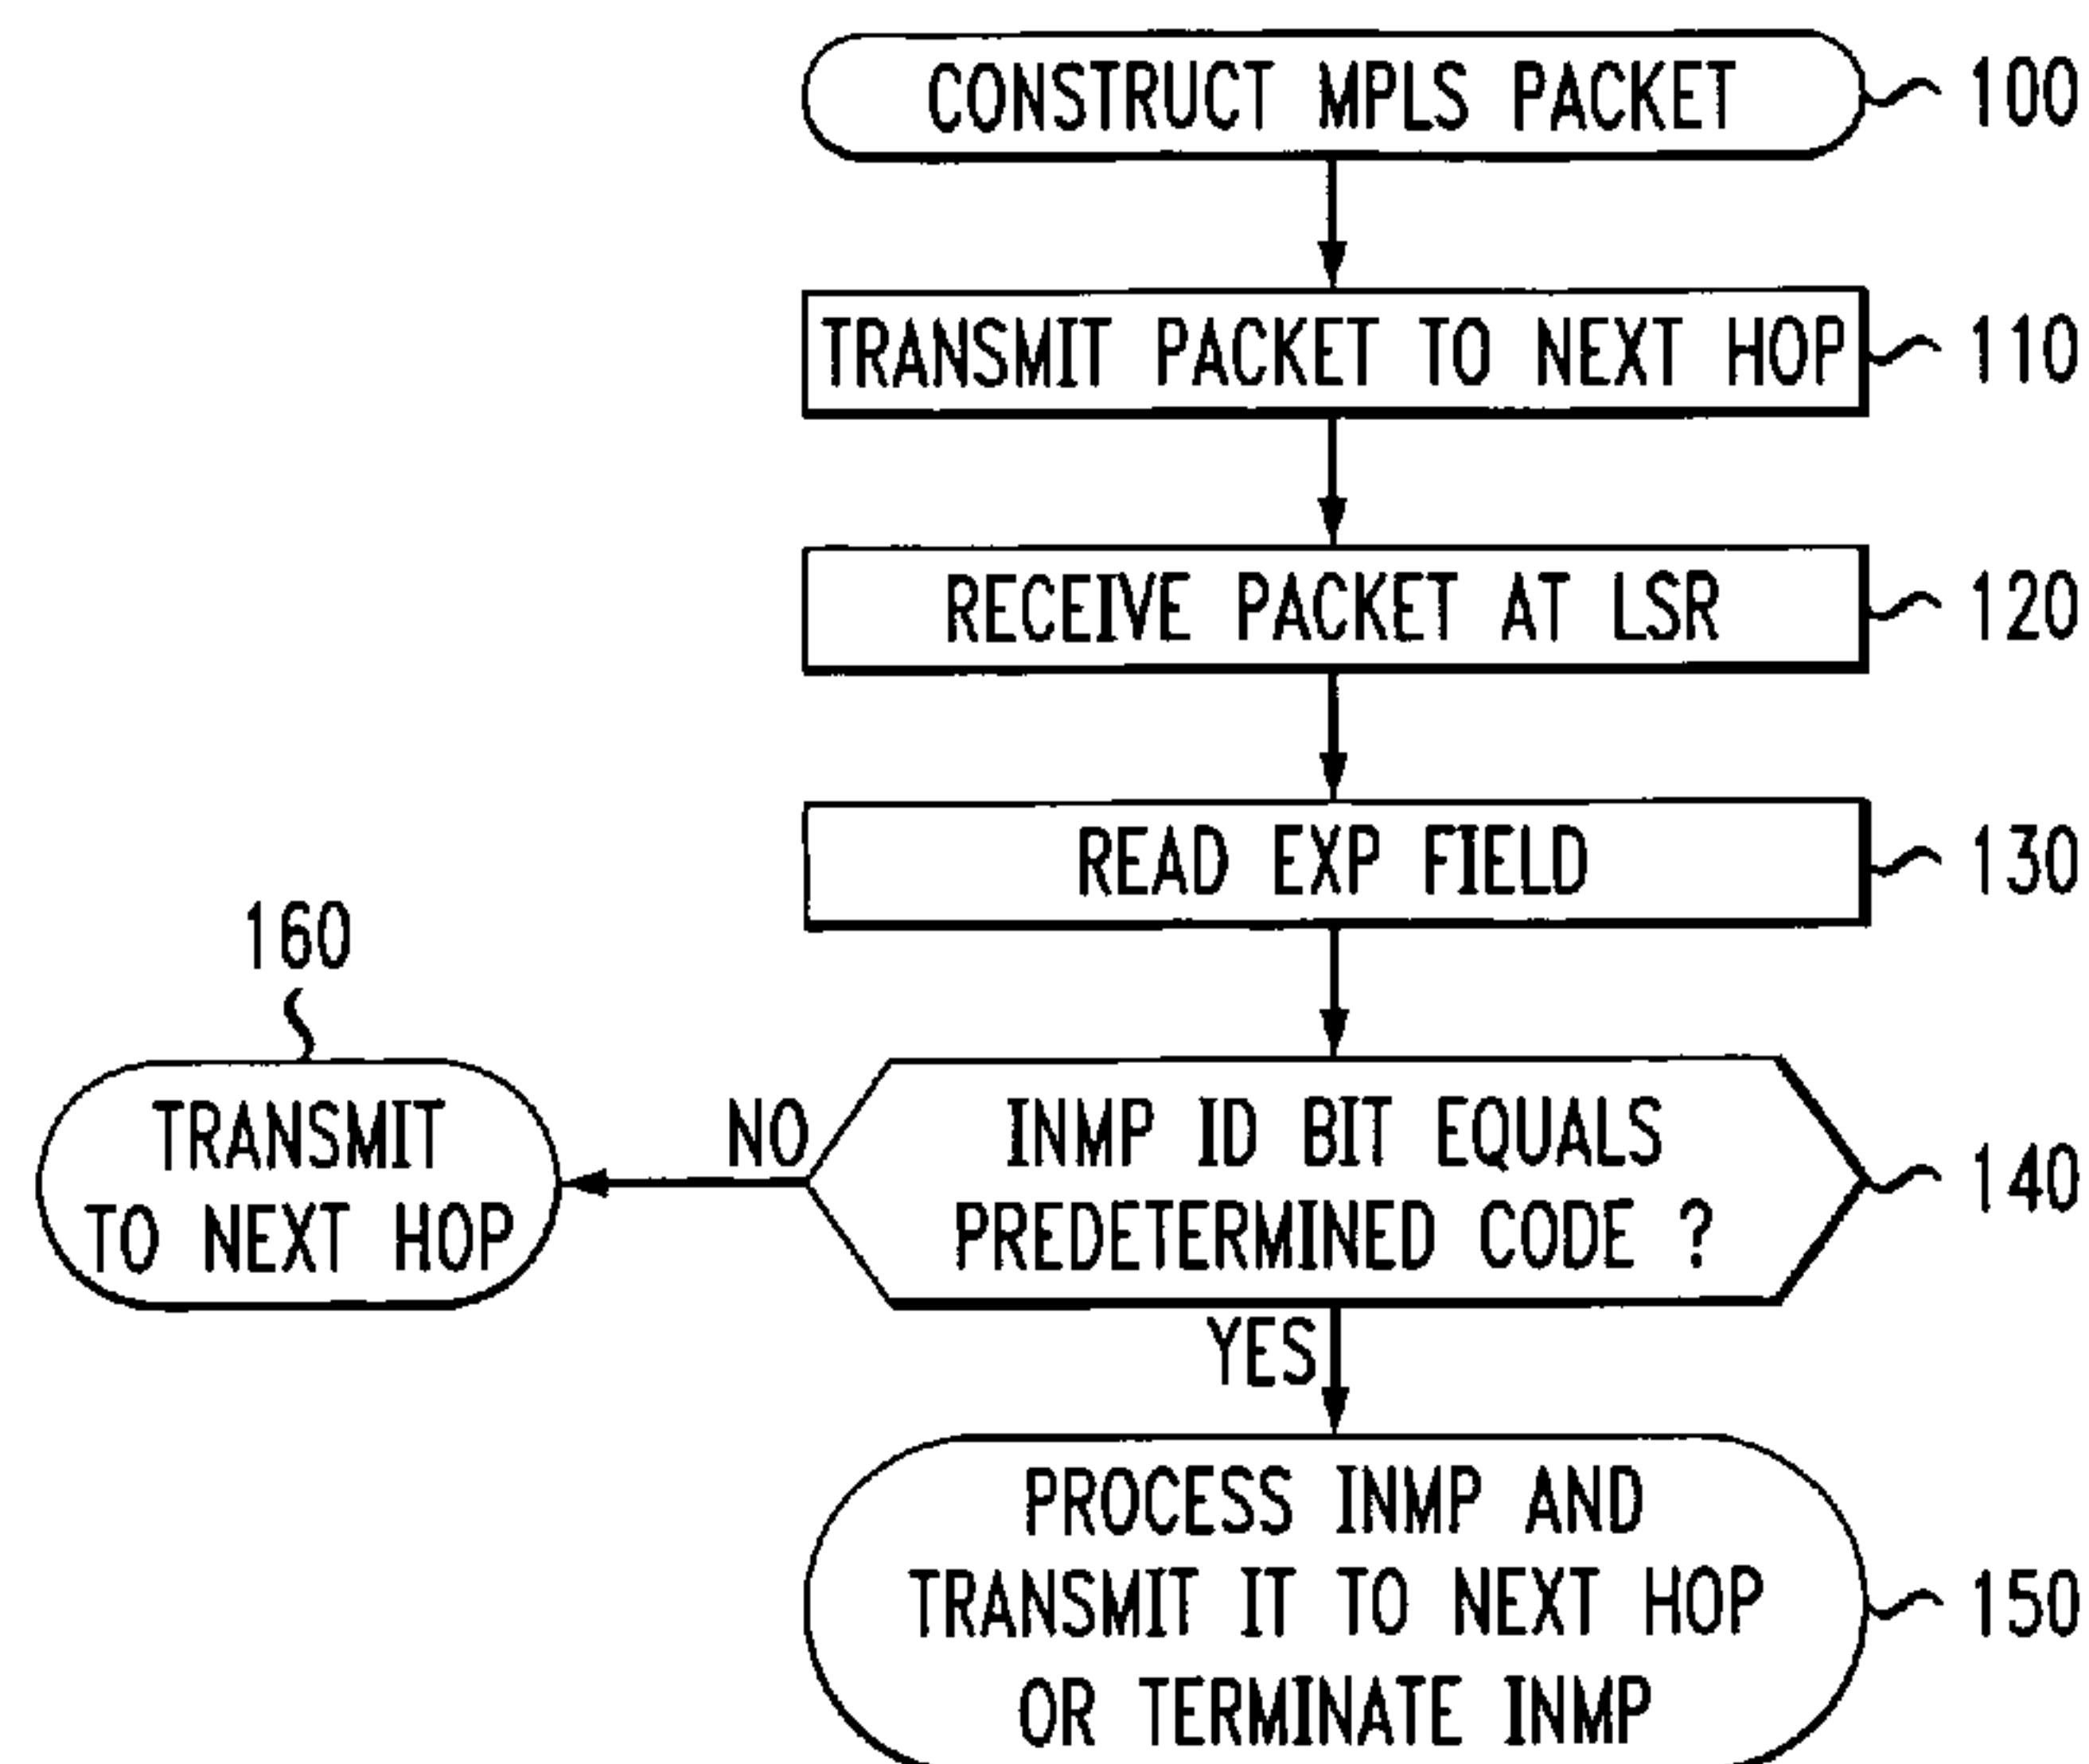 CONSTRUCT MPLS PACKET
100
TRANSMIT PACKET TO NEXT HOP
110
RECEIVE PACKET AT LSR
120
READ EXP FIELD
130
160
TRANSMIT
TO NEXT HOP
NO
INMP ID BIT EQUALS
PREDETERMINED CODE ?
140
YES
PROCESS INMP AND
TRANSMIT IT TO NEXT HOP
OR TERMINATE INMP
150